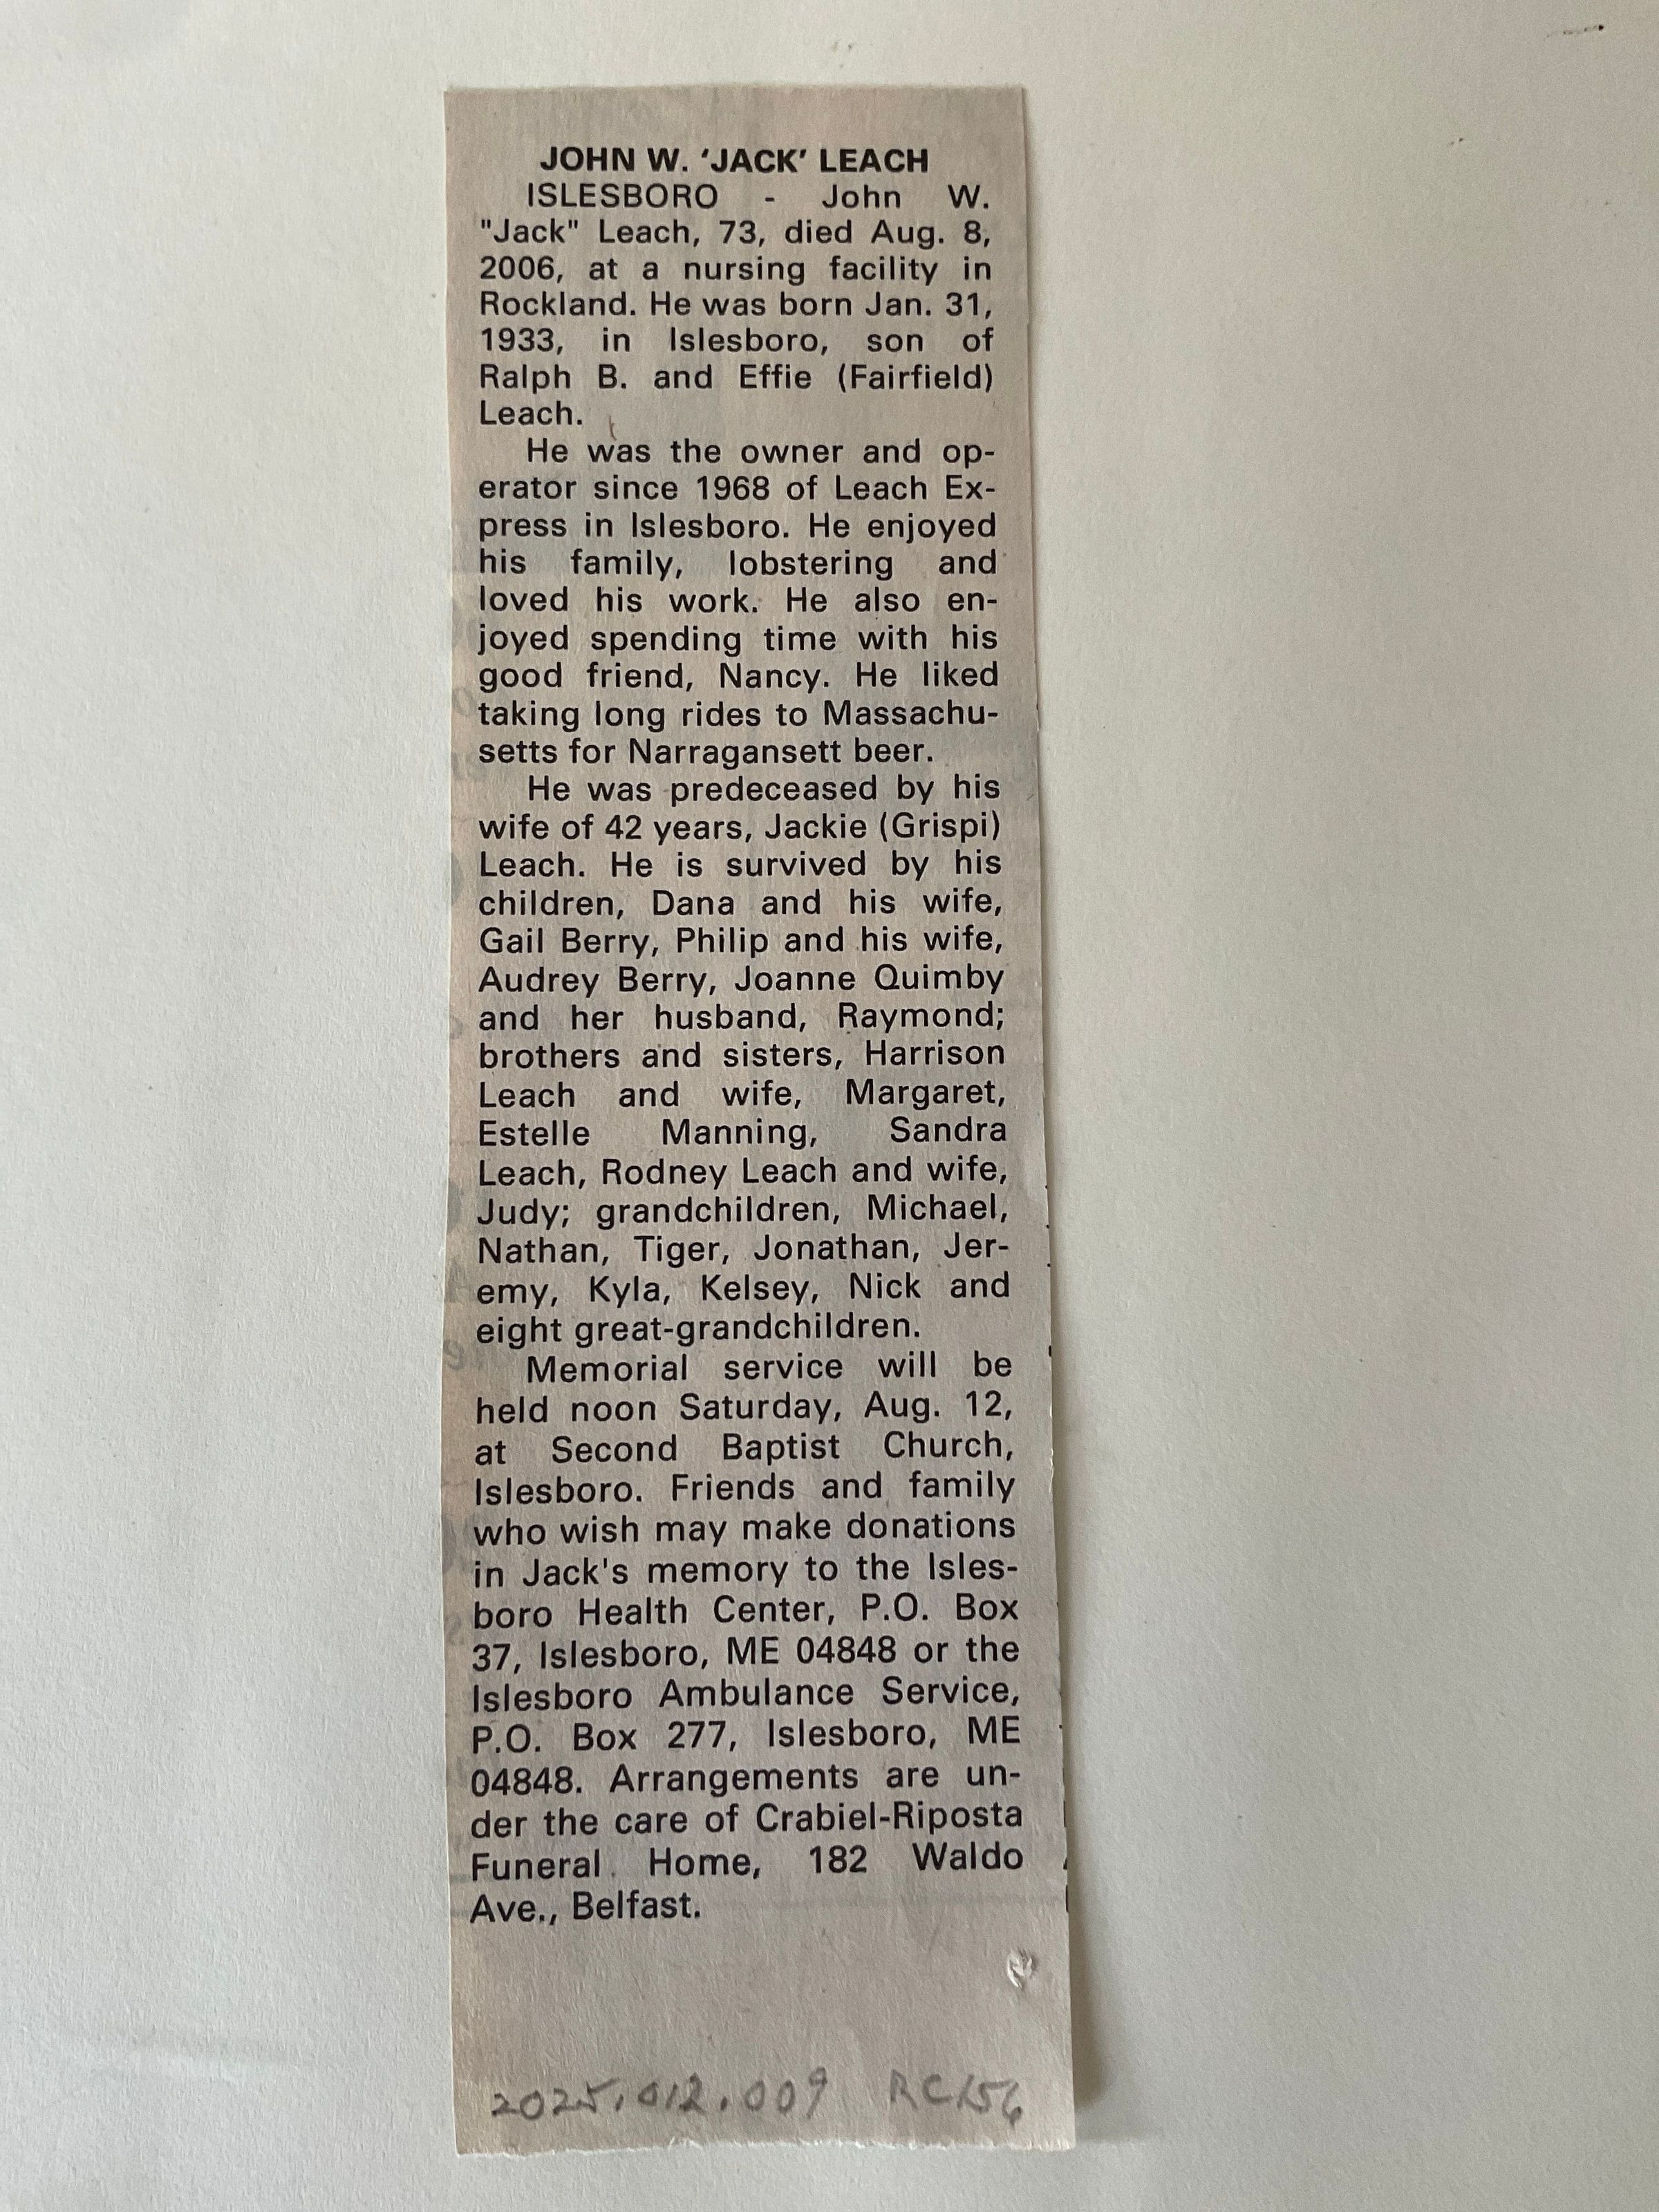 JOHN W. ‘JACK’ LEACH
ISLESBORO - John W.
"Jack" Leach, 73, died Aug. 8,
2006, at a nursing facility in
Rockland. He was born Jan. 31,
1933, in Islesboro, son of
Ralph B. and Effie (Fairfield)
Leach.
He was the owner and op-
erator since 1968 of Leach Ex-
press in Islesboro. He enjoyed
his family, lobstering and
loved his work. He also en-
joyed spending time with his
good friend, Nancy. He liked
taking long rides to Massachu-
setts for Narragansett beer.
He was predeceased by his
wife of 42 years, Jackie (Grispi)
Leach. He is survived by his
children, Dana and his wife,
Gail Berry, Philip and his wife,
Audrey Berry, Joanne Quimby
and her husband, Raymond;
brothers and sisters, Harrison
Leach and wife, Margaret,
Estelle Manning, Sandra
Leach, Rodney Leach and wife,
Judy; grandchildren, Michael,
Nathan, Tiger, Jonathan, Jer-
emy, Kyla, Kelsey, Nick and
eight great-grandchildren.
Memorial service will be
held noon Saturday, Aug. 12,
at Second Baptist Church,
Islesboro. Friends and family
who wish may make donations
in Jack's memory to the Isles-
boro Health Center, P.O. Box
37, Islesboro, ME 04848 or the
Islesboro Ambulance Service,
P.O. Box 277, Islesboro, ME
04848. Arrangements are un-
der the care of Crabiel-Riposta
Funeral Home, 182 Waldo
Ave., Belfast.
2025.012.009 RC156